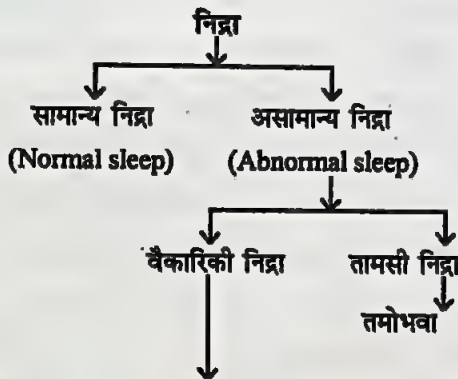 निद्रा
सामान्य निद्रा असामान्य निद्रा
(Normal sleep) (Abnormal sleep)
वैकारिकी निद्रा तामसी निद्रा
तमोभवा